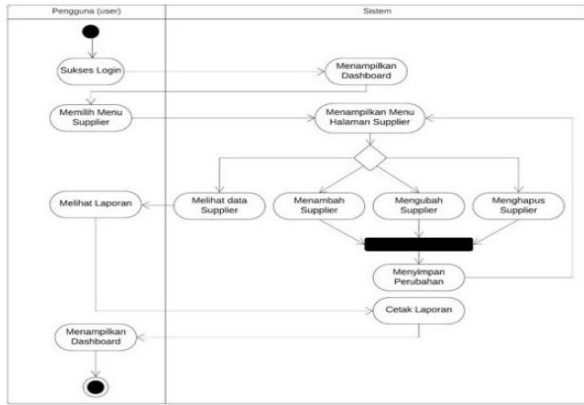 Pengguna (user)
Sistem
Sukses Login
Menampilkan
Dashboard
Memilih Menu
Supplier
Menampilkan Menu
Halaman Supplier
Melihat Laporan
Melihat data
Supplier
Menambah
Supplier
Mengubah
Supplier
Menghapus
Supplier
Menyimpan
Perubahan
Cetak Laporan
Menampilkan
Dashboard